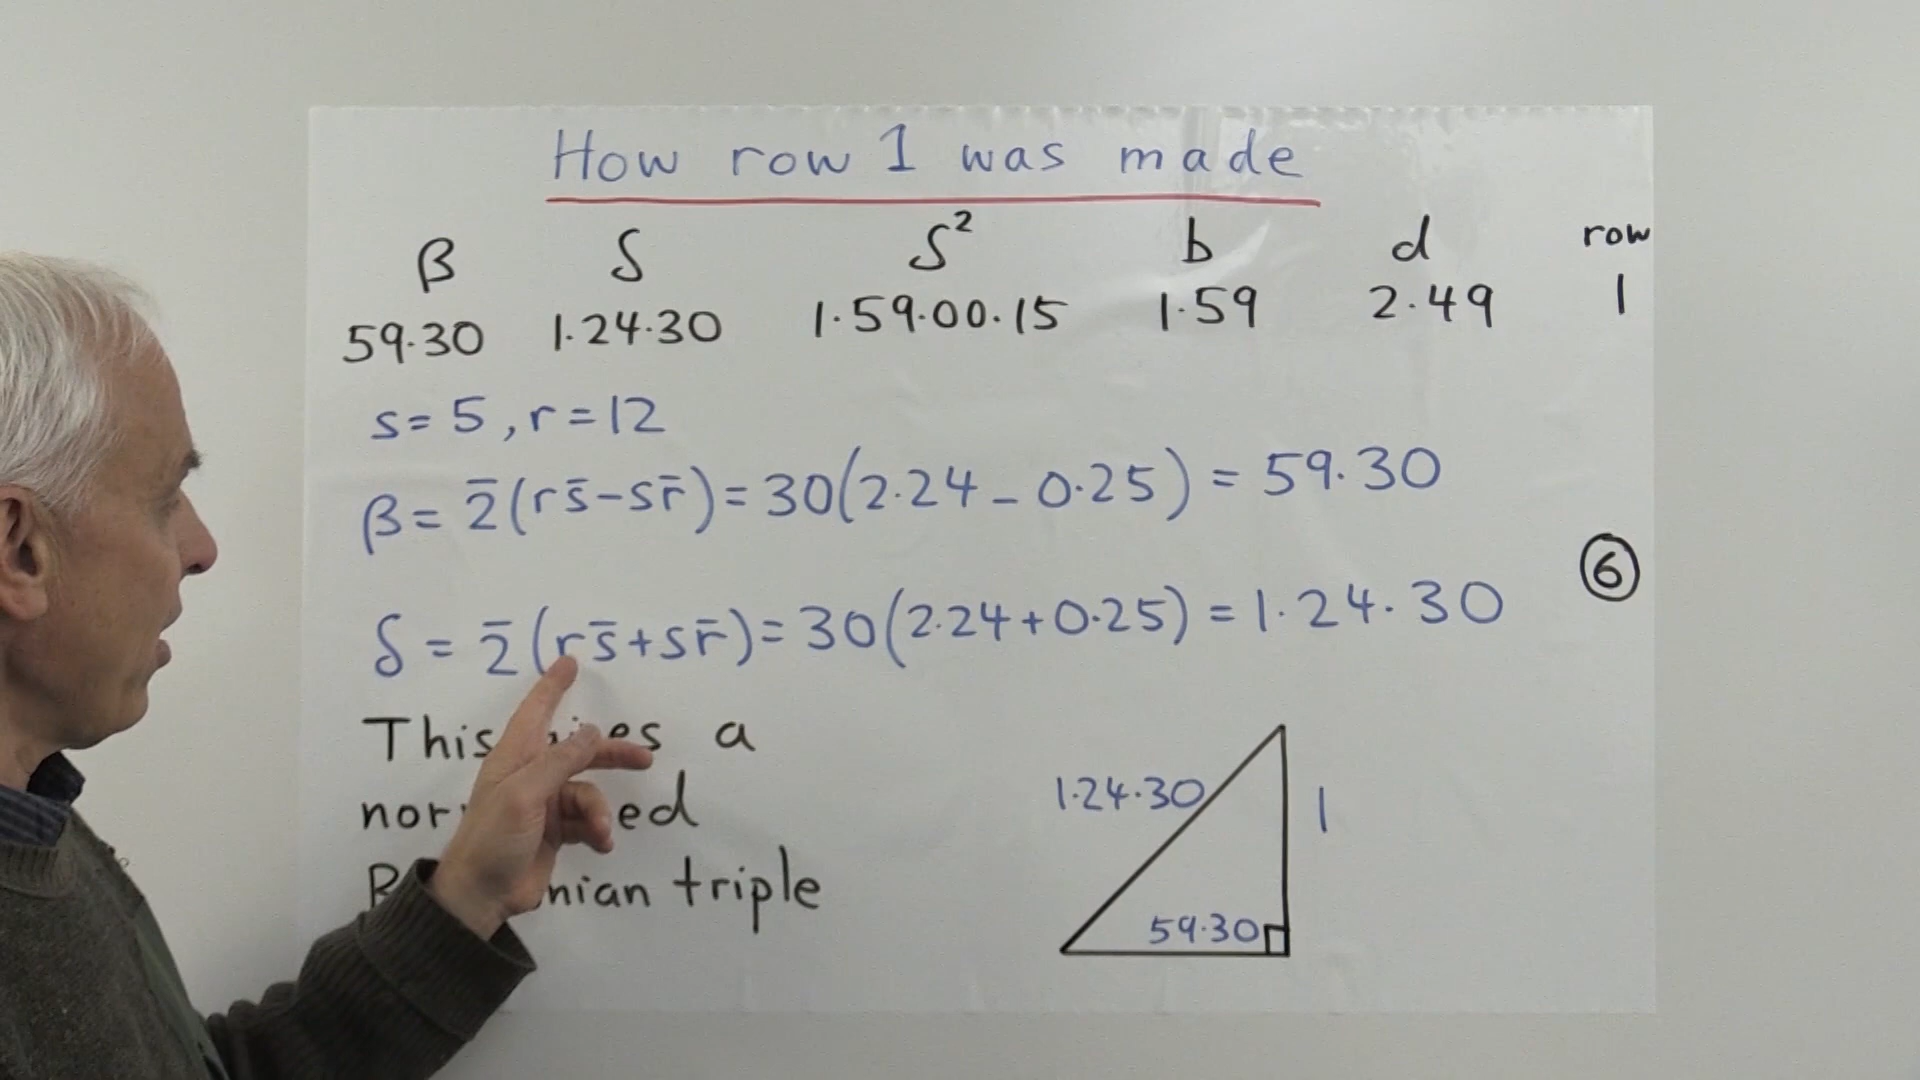 How row 1 was made
β δ δ² b d row
59·30 1·24·30 1·59·00·15 1·59 2·49 1
s = 5, r = 12
β = 2̄(rs̄ − sr̄) = 30(2·24 − 0·25) = 59·30
6
δ = 2̄(rs̄ + sr̄) = 30(2·24 + 0·25) = 1·24·30
This a
triple
1·24·30
1
59·30